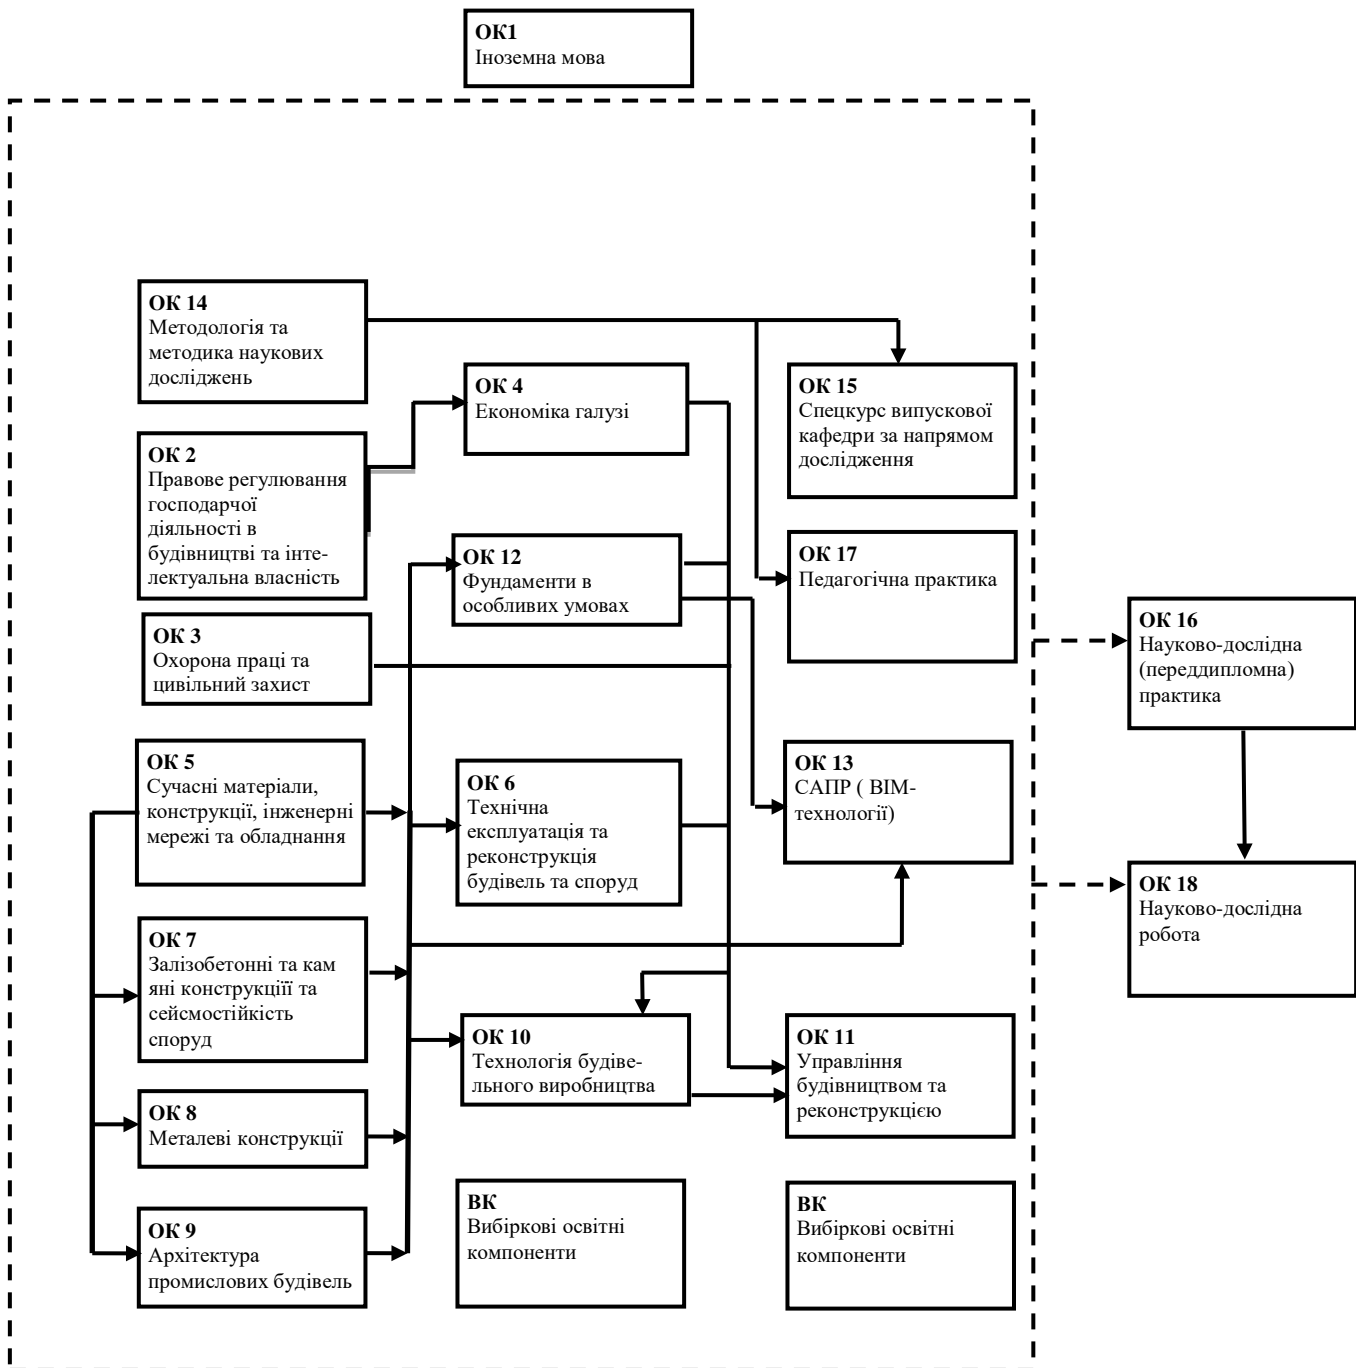 ОК1
Іноземна мова
ОК 14
Методологія та
методика наукових
досліджень
ОК 2
Правове регулювання
господарчої
діяльності в
будівництві та інте-
лектуальна власність
ОК 3
Охорона праці та
цивільний захист
ОК 5
Сучасні матеріали,
конструкції, інженерні
мережі та обладнання
ОК 7
Залізобетонні та кам
яні конструкціїї та
сейсмостійкість
споруд
ОК 8
Металеві конструкції
ОК 9
Архітектура
промислових будівель
ОК 4
Економіка галузі
ОК 12
Фундаменти в
особливих умовах
ОК 6
Технічна
експлуатація та
реконструкція
будівель та споруд
ОК 10
Технологія будіве-
льного виробництва
ВК
Вибіркові освітні
компоненти
ОК 15
Спецкурс випускової
кафедри за напрямом
дослідження
ОК 17
Педагогічна практика
ОК 13
САПР ( BIM-
технології)
ОК 11
Управління
будівництвом та
реконструкцією
ВК
Вибіркові освітні
компоненти
ОК 16
Науково-дослідна
(переддипломна)
практика
ОК 18
Науково-дослідна
робота